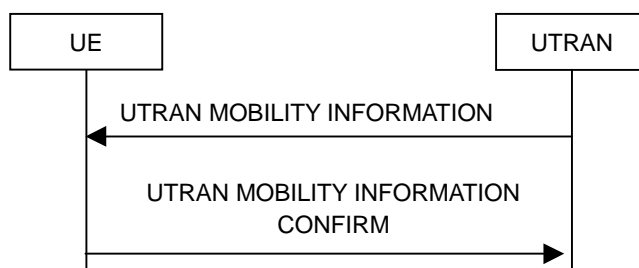 UE
UTRAN
UTRAN MOBILITY INFORMATION
UTRAN MOBILITY INFORMATION
CONFIRM